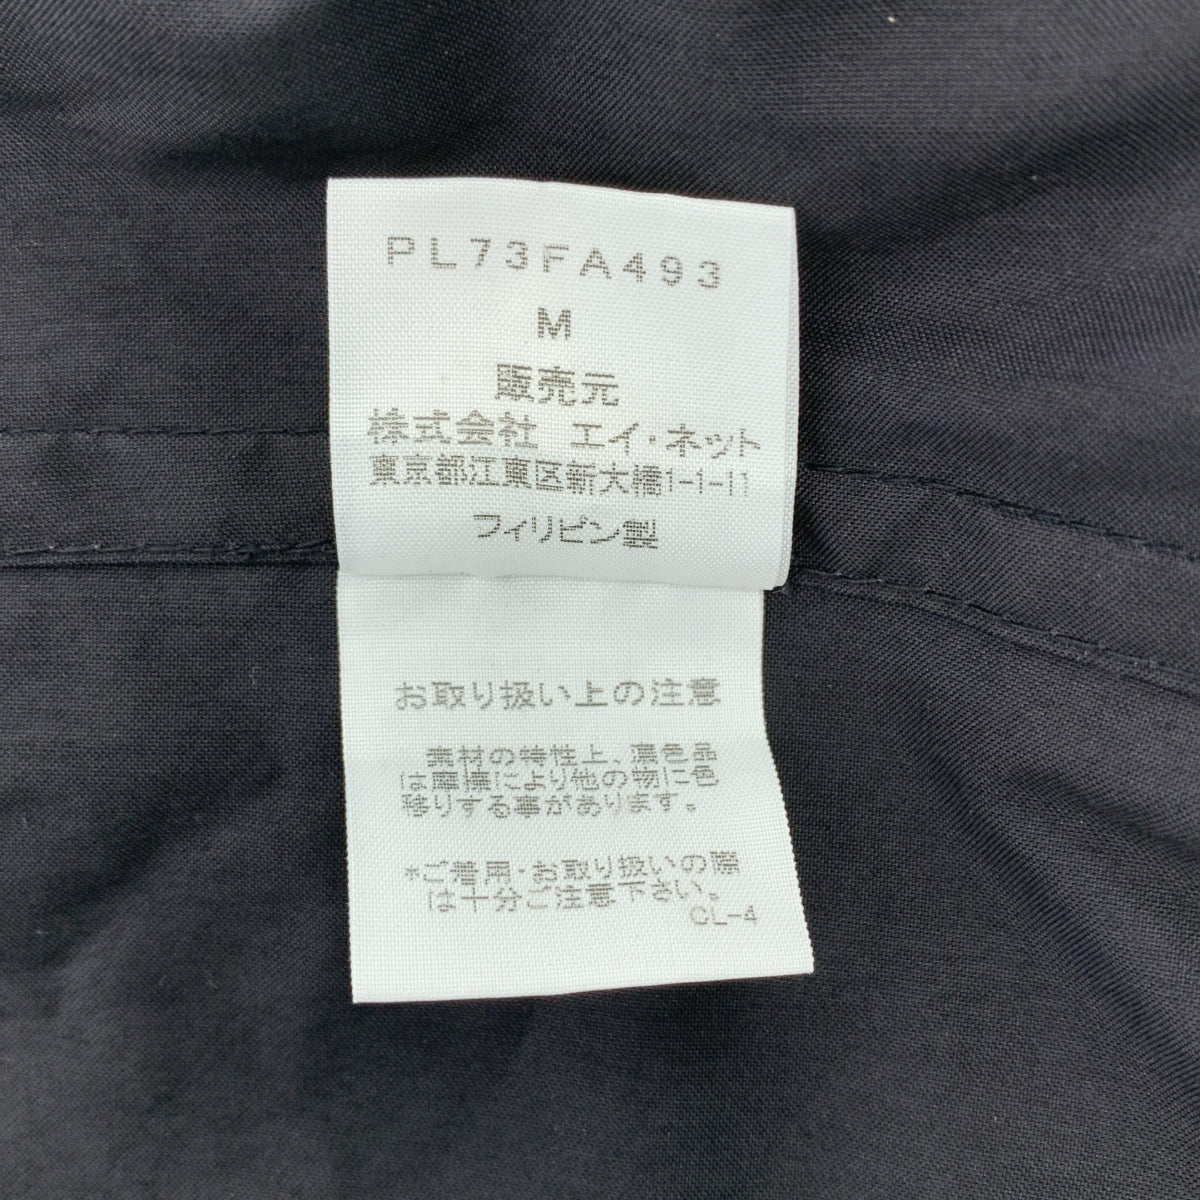 PL73FA493
M
販売元
株式会社 エイ・ネット
東京都江東区新大橋1-1-11
フィリピン製
お取り扱い上の注意
素材の特性上、濃色品
は摩擦により他の物に色
移りする事があります。
*ご着用・お取り扱いの際
は十分ご注意下さい。
CL-4